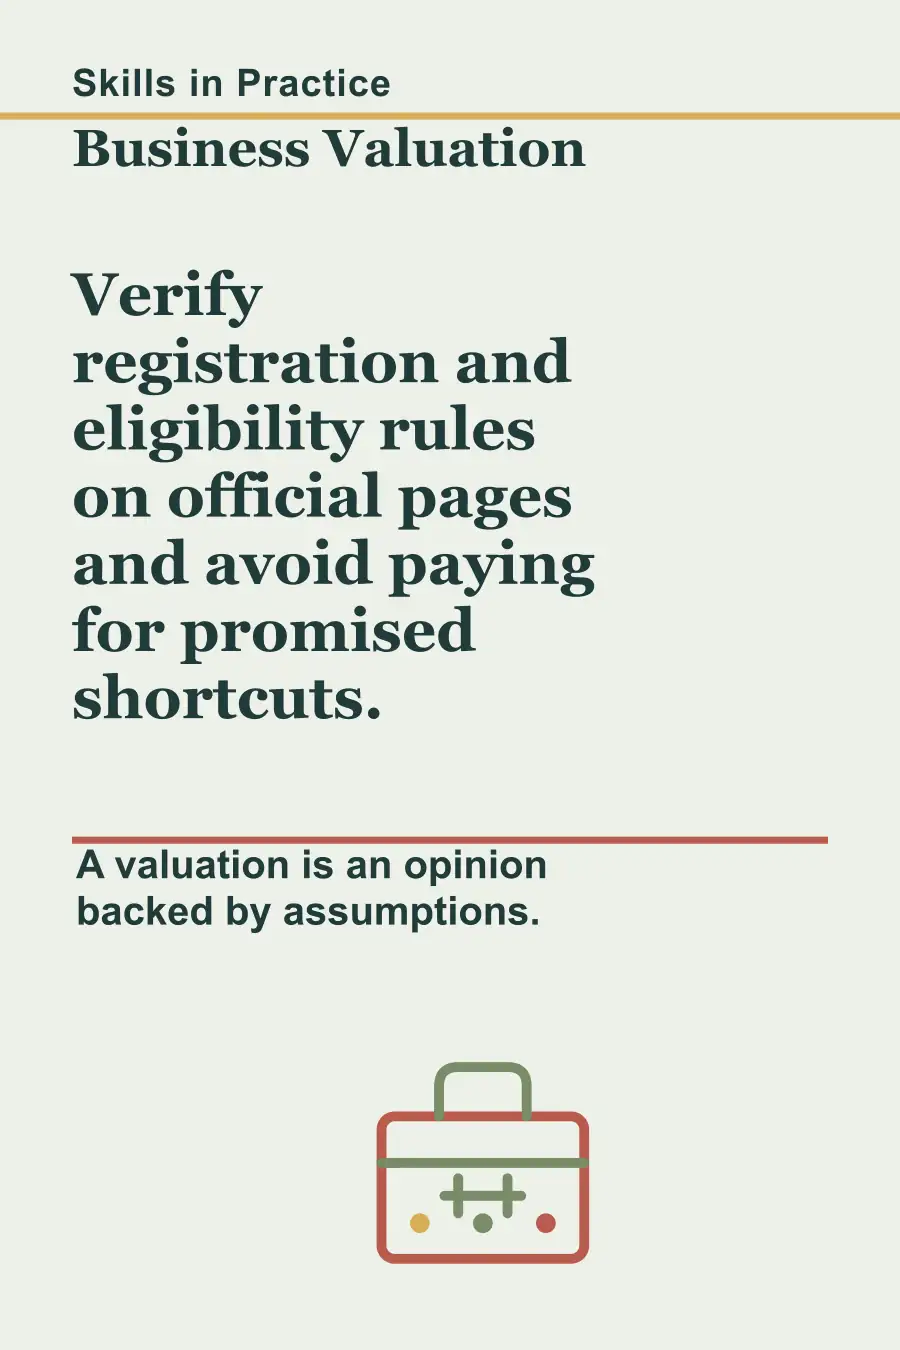 Skills in Practice
Business Valuation
Verify
registration and
eligibility rules
on official pages
and avoid paying
for promised
shortcuts.
A valuation is an opinion
backed by assumptions.